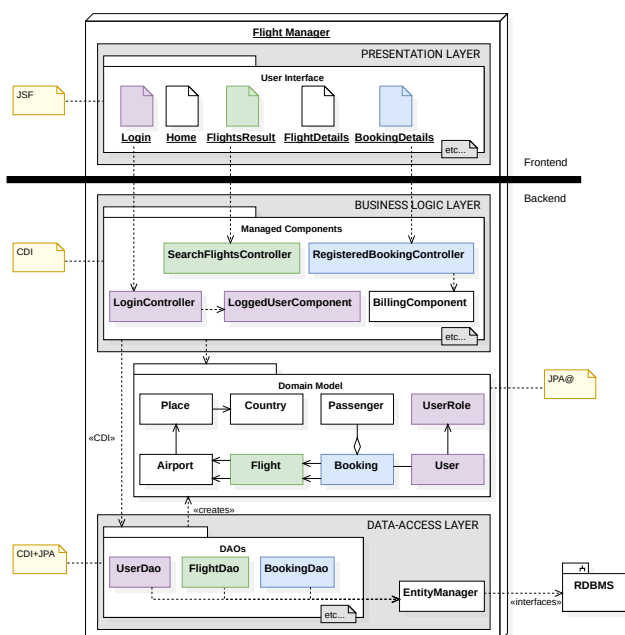 Flight Manager
PRESENTATION LAYER
User Interface
JSF
Login
Home
FlightsResult
FlightDetails
BookingDetails
etc...
Frontend
Backend
BUSINESS LOGIC LAYER
Managed Components
CDI
SearchFlightsController
RegisteredBookingController
LoginController
LoggedUserComponent
BillingComponent
etc...
Domain Model
JPA@
Place
Country
Passenger
UserRole
«CDI»
Airport
Flight
Booking
User
«creates»
DATA-ACCESS LAYER
DAOs
CDI+JPA
UserDao
FlightDao
BookingDao
EntityManager
RDBMS
«interfaces»
etc...